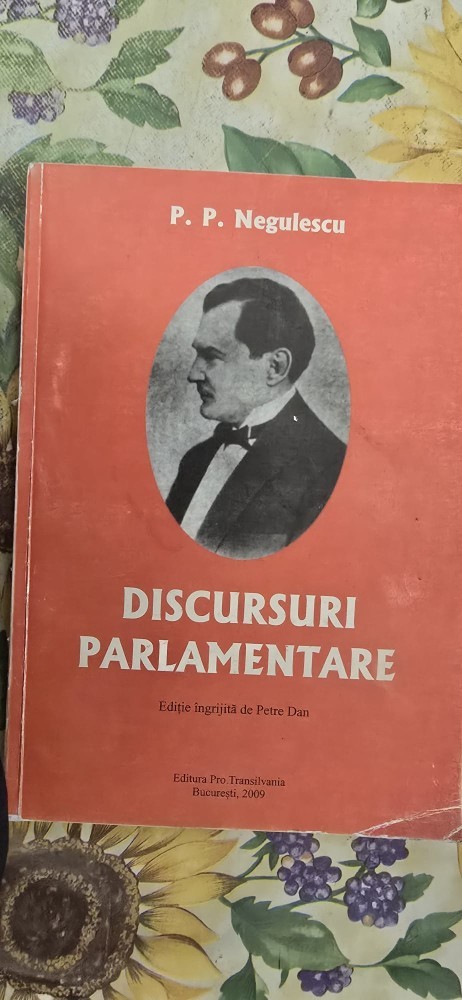 P. P. Negulescu
DISCURSURI
PARLAMENTARE
Ediție îngrijită de Petre Dan
Editura Pro Transilvania
București, 2009